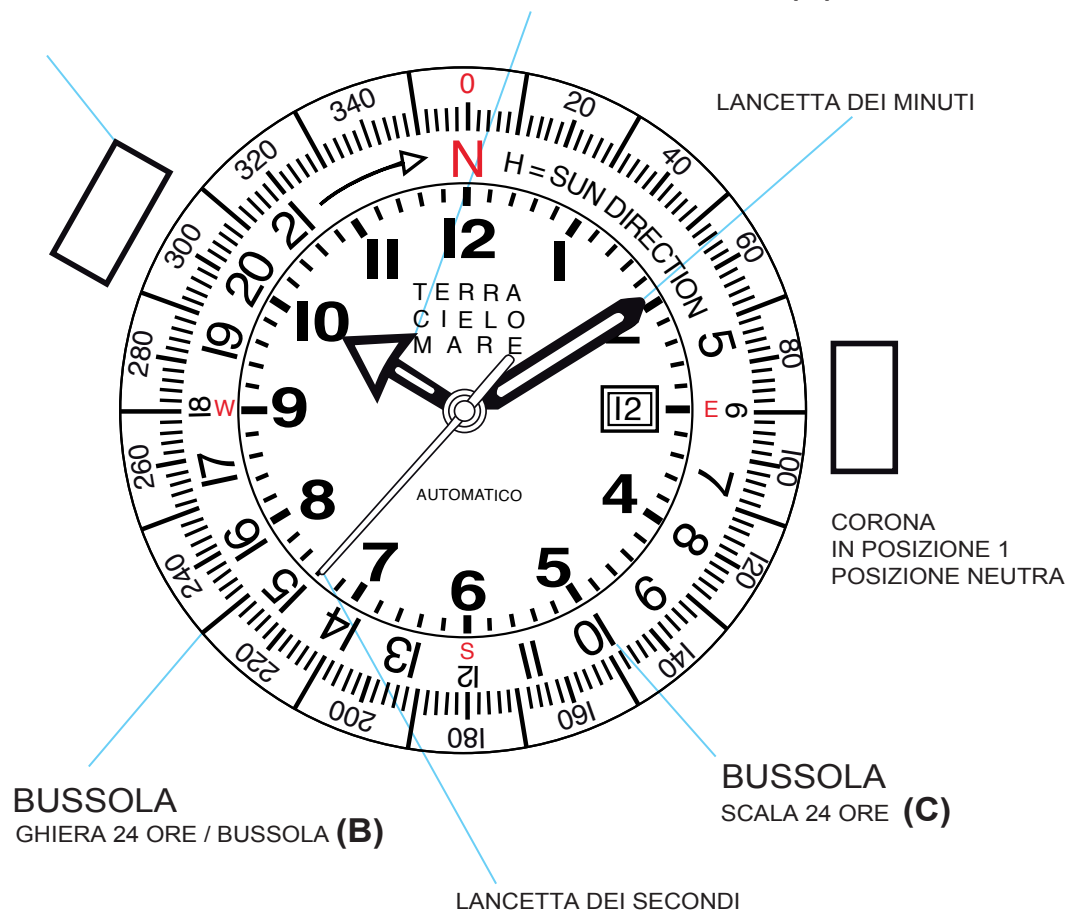 LANCETTA DEI MINUTI
0
20
40
60
80
100
120
140
160
180
200
220
240
260
280
300
320
340
N
H = SUN DIRECTION
5
E 6
7
8
9
10
11
S
12
13
14
15
16
17
18 W
19
20
21
12
1
2
12
4
5
6
7
8
9
10
11
TERRA
CIELO
MARE
AUTOMATICO
CORONA
IN POSIZIONE 1
POSIZIONE NEUTRA
BUSSOLA
GHIERA 24 ORE / BUSSOLA (B)
BUSSOLA
SCALA 24 ORE (C)
LANCETTA DEI SECONDI